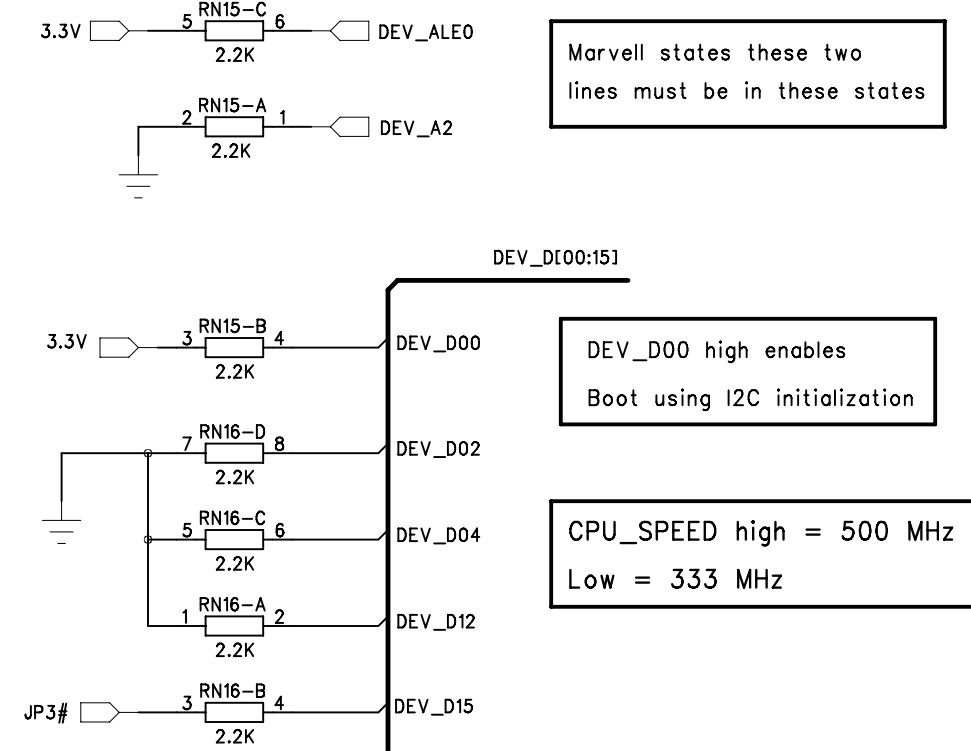 RN15-C
3.3V 5 6 DEV_ALE0
2.2K
Marvell states these two
lines must be in these states
RN15-A
2 1 DEV_A2
2.2K
DEV_D[00:15]
RN15-B
3.3V 3 4 DEV_D00
2.2K
DEV_D00 high enables
Boot using I2C initialization
RN16-D
7 8 DEV_D02
2.2K
RN16-C
5 6 DEV_D04
2.2K
CPU_SPEED high = 500 MHz
Low = 333 MHz
RN16-A
1 2 DEV_D12
2.2K
RN16-B
JP3# 3 4 DEV_D15
2.2K